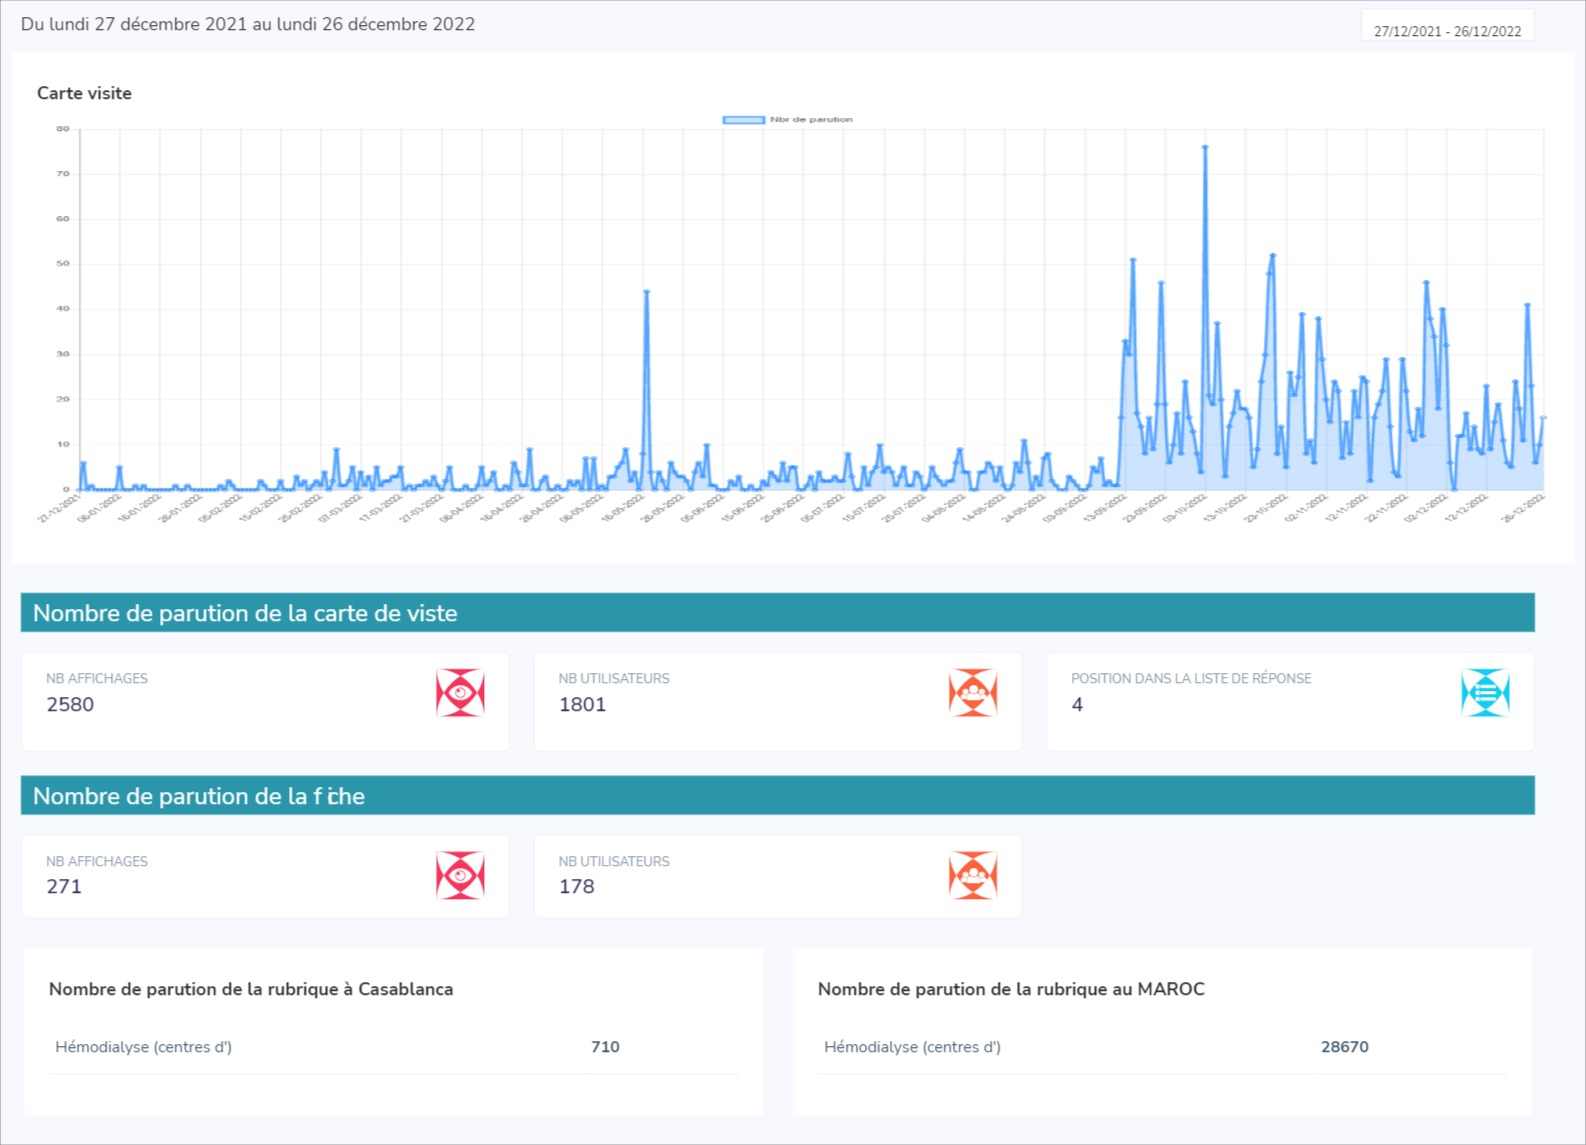 Du lundi 27 décembre 2021 au lundi 26 décembre 2022
27/12/2021 - 26/12/2022
Carte visite
Nbr de parution
80
70
60
50
40
30
20
10
0
27-12-2021 06-01-2022 16-01-2022 26-01-2022 05-02-2022 15-02-2022 25-02-2022 07-03-2022 17-03-2022 27-03-2022 06-04-2022 16-04-2022 26-04-2022 06-05-2022 16-05-2022 26-05-2022 05-06-2022 15-06-2022 25-06-2022 05-07-2022 15-07-2022 25-07-2022 04-08-2022 14-08-2022 24-08-2022 03-09-2022 13-09-2022 23-09-2022 03-10-2022 13-10-2022 23-10-2022 02-11-2022 12-11-2022 22-11-2022 02-12-2022 12-12-2022 26-12-2022
Nombre de parution de la carte de viste
NB AFFICHAGES
2580
NB UTILISATEURS
1801
POSITION DANS LA LISTE DE RÉPONSE
4
Nombre de parution de la fiche
NB AFFICHAGES
271
NB UTILISATEURS
178
Nombre de parution de la rubrique à Casablanca
Hémodialyse (centres d') 710
Nombre de parution de la rubrique au MAROC
Hémodialyse (centres d') 28670